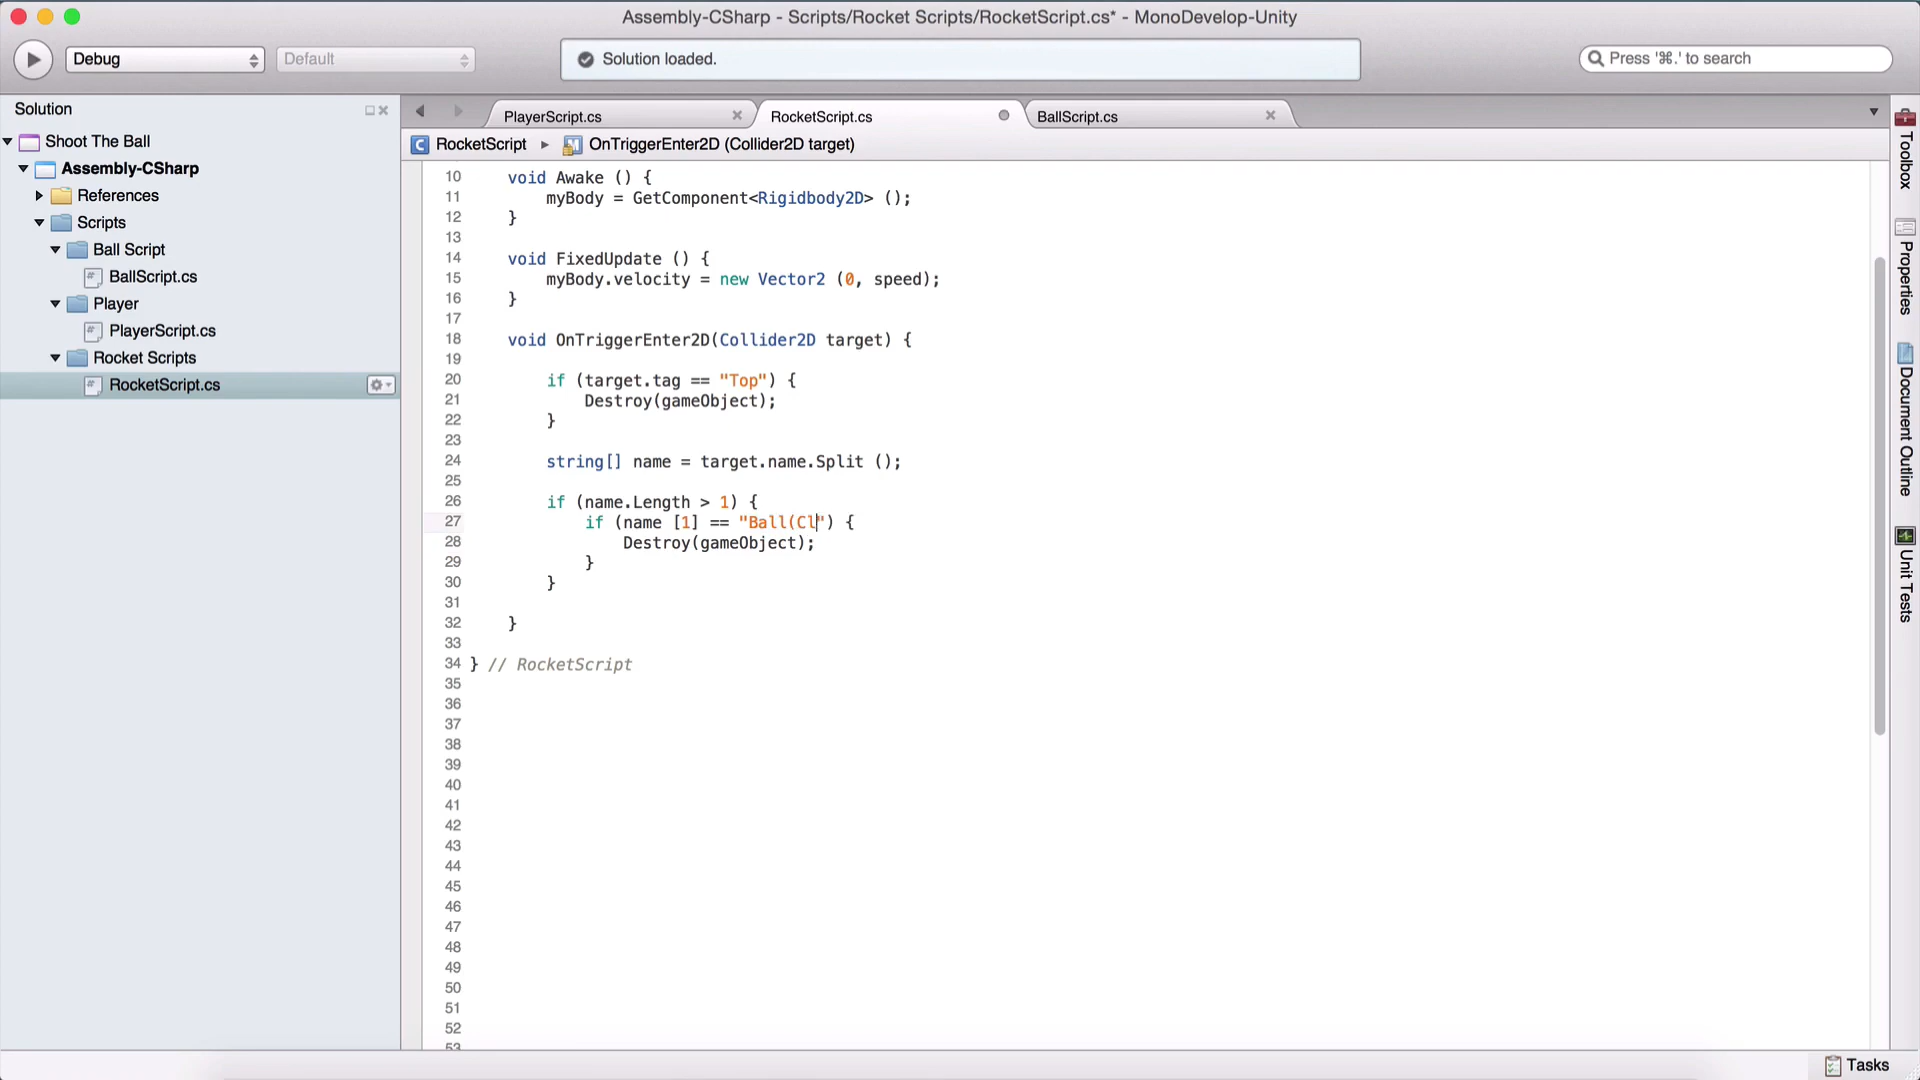 Assembly-CSharp - Scripts/Rocket Scripts/RocketScript.cs* - MonoDevelop-Unity
Debug
Default
Solution loaded.
Press '⌘.' to search
Solution
Shoot The Ball
Assembly-CSharp
References
Scripts
Ball Script
BallScript.cs
Player
PlayerScript.cs
Rocket Scripts
RocketScript.cs
PlayerScript.cs
RocketScript.cs
BallScript.cs
RocketScript
OnTriggerEnter2D (Collider2D target)
10 void Awake () {
11 myBody = GetComponent<Rigidbody2D> ();
12 }
13
14 void FixedUpdate () {
15 myBody.velocity = new Vector2 (0, speed);
16 }
17
18 void OnTriggerEnter2D(Collider2D target) {
19
20 if (target.tag == "Top") {
21 Destroy(gameObject);
22 }
23
24 string[] name = target.name.Split ();
25
26 if (name.Length > 1) {
27 if (name [1] == "Ball(Cl") {
28 Destroy(gameObject);
29 }
30 }
31
32 }
33
34 } // RocketScript
35
36
37
38
39
40
41
42
43
44
45
46
47
48
49
50
51
52
53
Toolbox
Properties
Document Outline
Unit Tests
Tasks